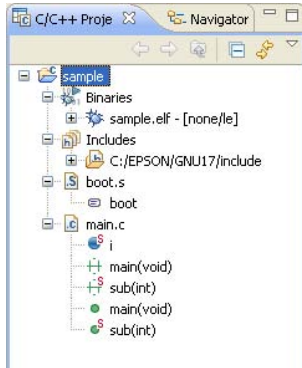 C/C++ Proje Navigator
sample
Binaries
sample.elf - [none/le]
Includes
C:/EPSON/GNU17/include
boot.s
boot
main.c
i
main(void)
sub(int)
main(void)
sub(int)